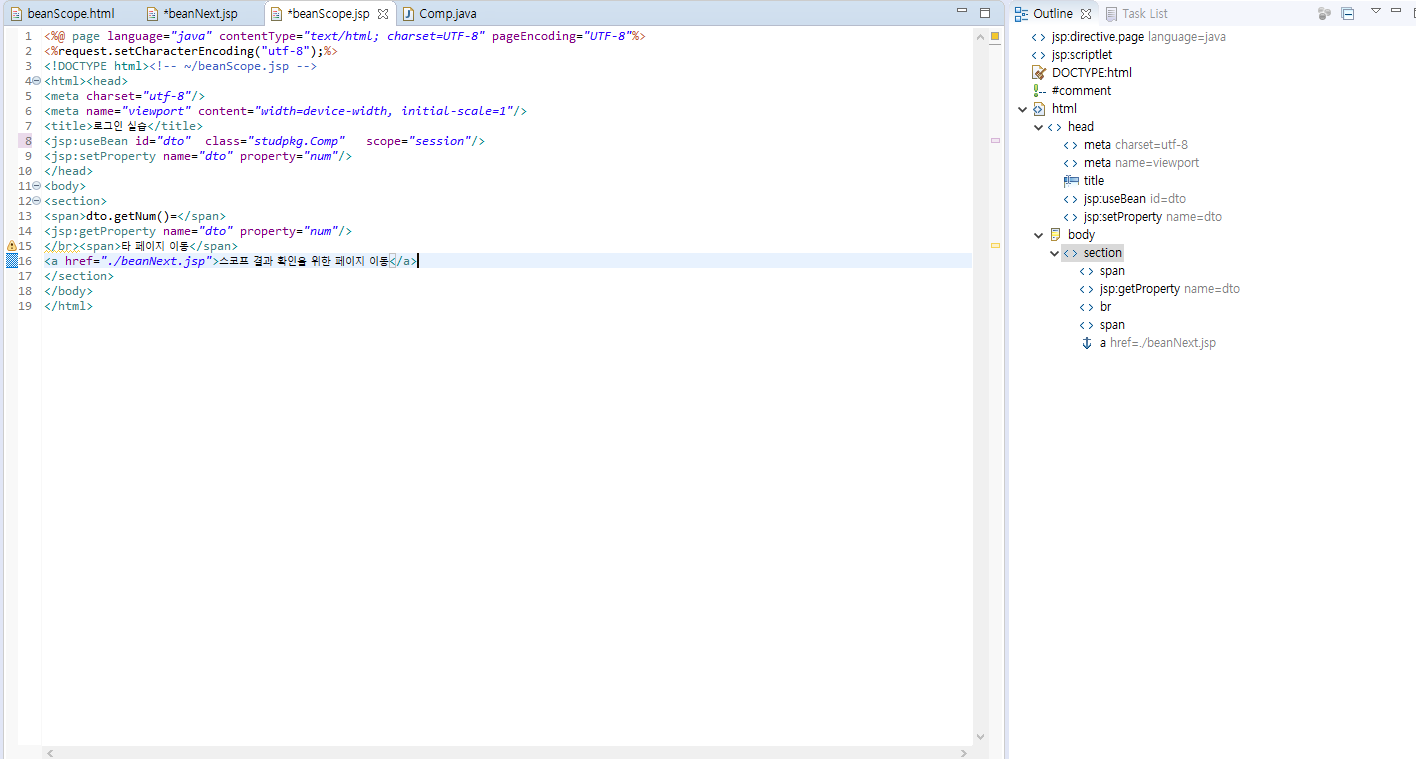 beanScope.html
*beanNext.jsp
*beanScope.jsp
Comp.java
1 <%@ page language="java" contentType="text/html; charset=UTF-8" pageEncoding="UTF-8"%>
2 <%request.setCharacterEncoding("utf-8");%>
3 <!DOCTYPE html><!-- ~/beanScope.jsp -->
4 <html><head>
5 <meta charset="utf-8"/>
6 <meta name="viewport" content="width=device-width, initial-scale=1"/>
7 <title>로그인 실습</title>
8 <jsp:useBean id="dto"  class="studpkg.Comp"   scope="session"/>
9 <jsp:setProperty name="dto" property="num"/>
10 </head>
11 <body>
12 <section>
13 <span>dto.getNum()=</span>
14 <jsp:getProperty name="dto" property="num"/>
15 </br><span>타 페이지 이동</span>
16 <a href="./beanNext.jsp">스코프 결과 확인을 위한 페이지 이동</a>
17 </section>
18 </body>
19 </html>
Outline
Task List
jsp:directive.page language=java
jsp:scriptlet
DOCTYPE:html
#comment
html
head
meta charset=utf-8
meta name=viewport
title
jsp:useBean id=dto
jsp:setProperty name=dto
body
section
span
jsp:getProperty name=dto
br
span
a href=./beanNext.jsp